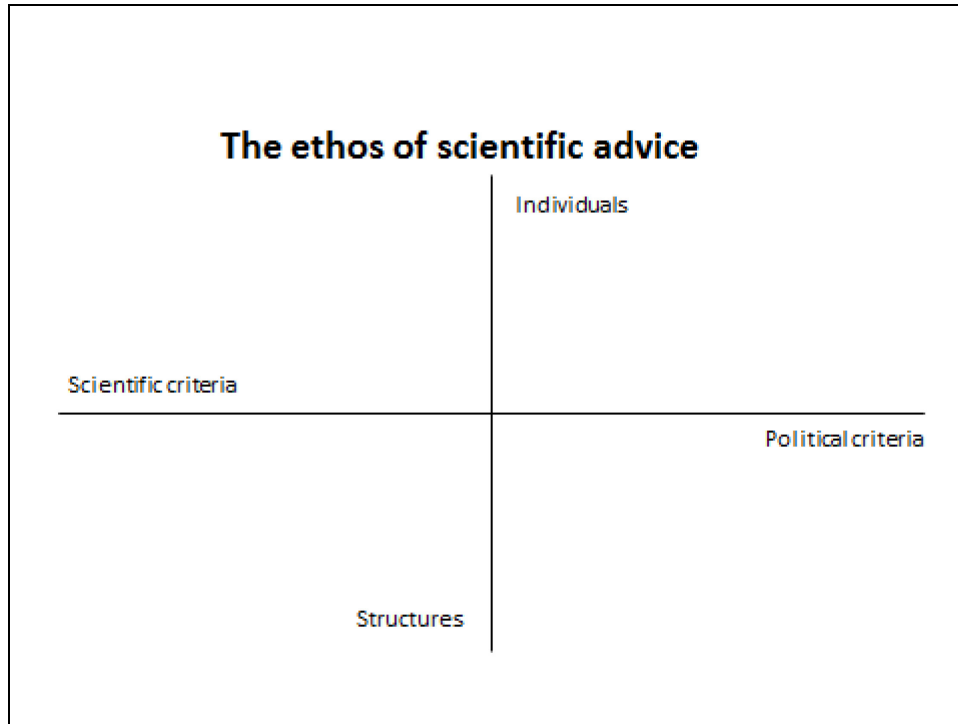 The ethos of scientific advice
Individuals
Scientific criteria
Political criteria
Structures